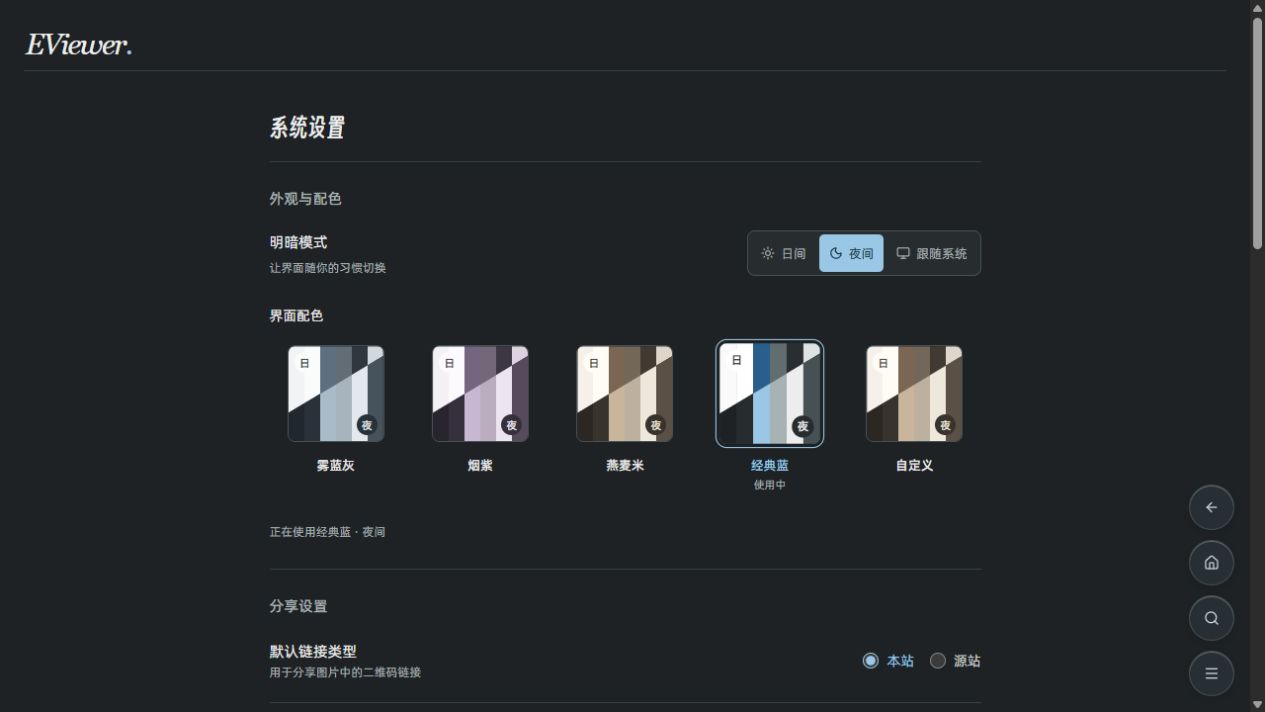 EViewer.
系统设置
外观与配色
明暗模式
让界面随你的习惯切换
日间 夜间 跟随系统
界面配色
日 日 日 日 日
夜 夜 夜 夜 夜
雾蓝灰 烟紫 燕麦米 经典蓝 自定义
使用中
正在使用经典蓝 · 夜间
分享设置
默认链接类型
用于分享图片中的二维码链接
本站 源站